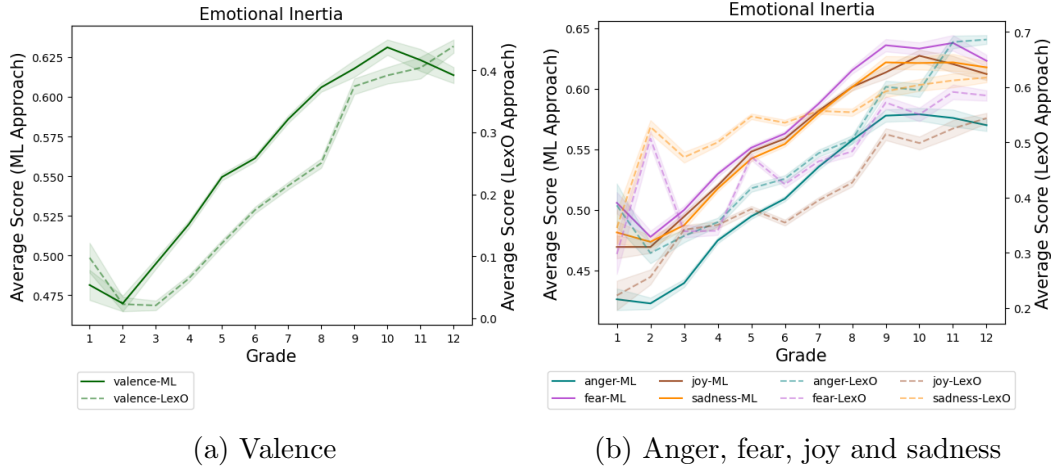 Emotional Inertia
Average Score (ML Approach)
0.625
0.600
0.575
0.550
0.525
0.500
0.475
0.4
0.3
0.2
0.1
0.0
Average Score (LexO Approach)
1 2 3 4 5 6 7 8 9 10 11 12
Grade
valence-ML
valence-LexO
(a) Valence
Emotional Inertia
Average Score (ML Approach)
0.65
0.60
0.55
0.50
0.45
0.7
0.6
0.5
0.4
0.3
0.2
Average Score (LexO Approach)
1 2 3 4 5 6 7 8 9 10 11 12
Grade
anger-ML joy-ML anger-LexO joy-LexO
fear-ML sadness-ML fear-LexO sadness-LexO
(b) Anger, fear, joy and sadness